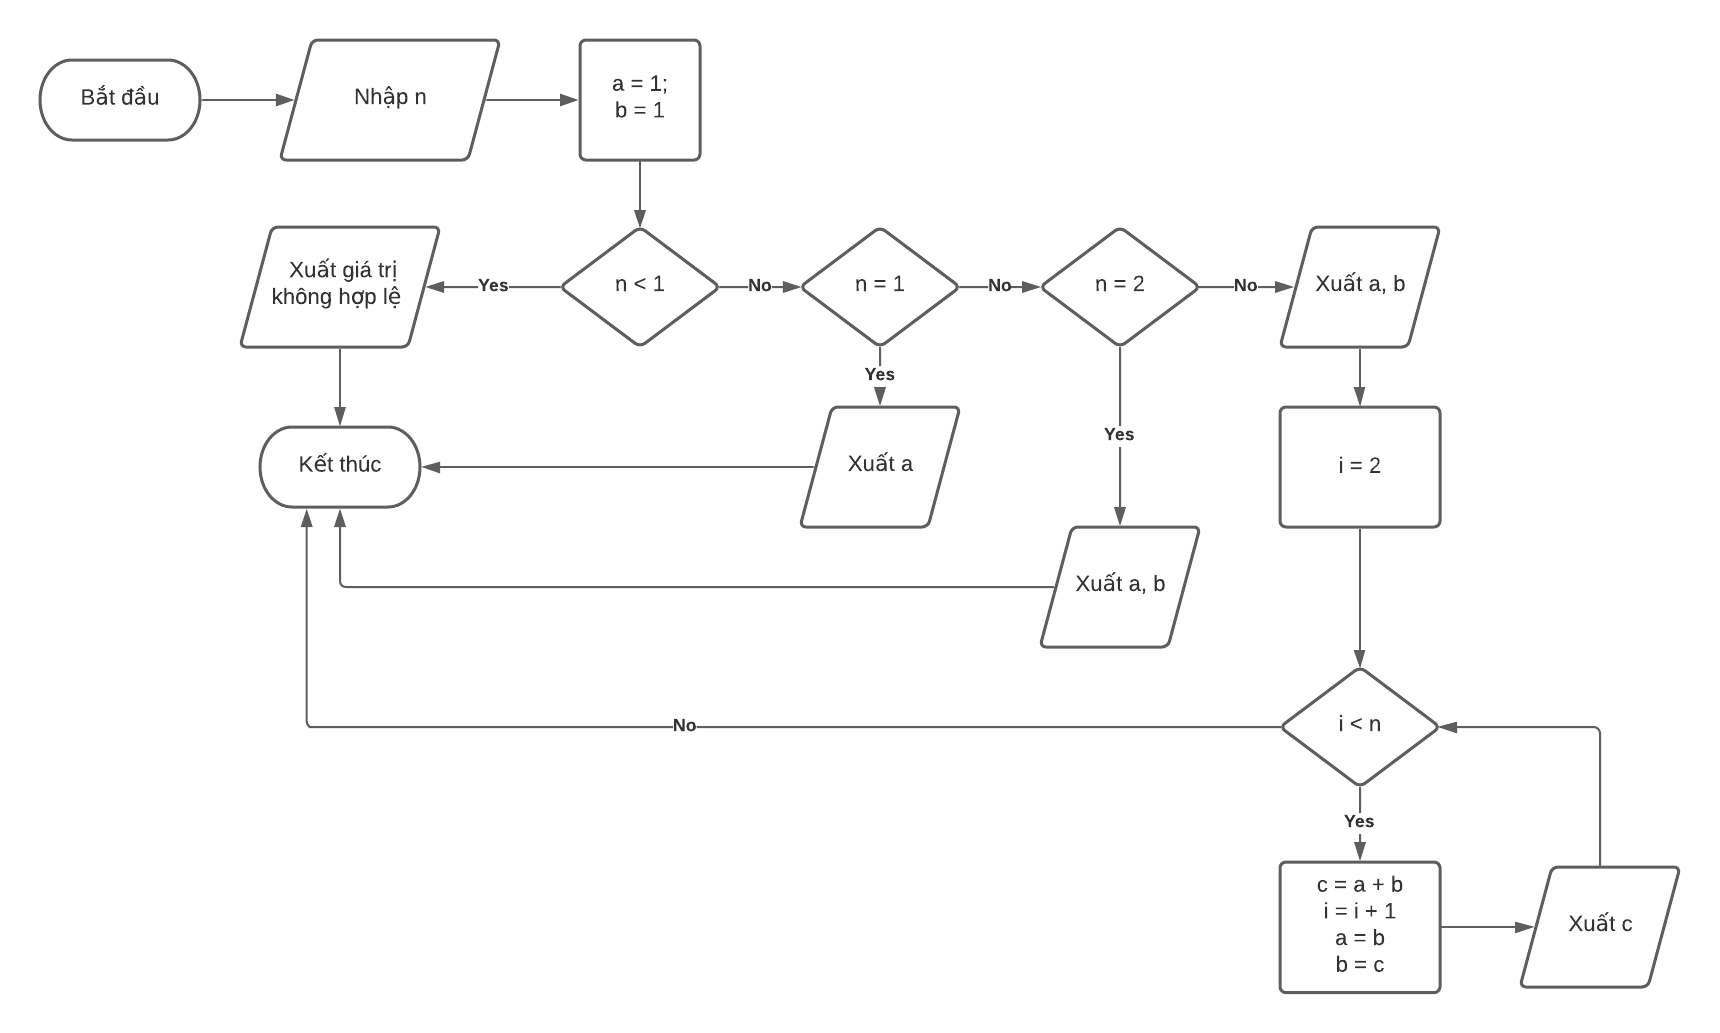 Bắt đầu
Nhập n
a = 1;
b = 1
Xuất giá trị
không hợp lệ
Yes
n < 1
No
n = 1
No
n = 2
No
Xuất a, b
Yes
Kết thúc
Xuất a
Yes
i = 2
Xuất a, b
No
i < n
Yes
c = a + b
i = i + 1
a = b
b = c
Xuất c